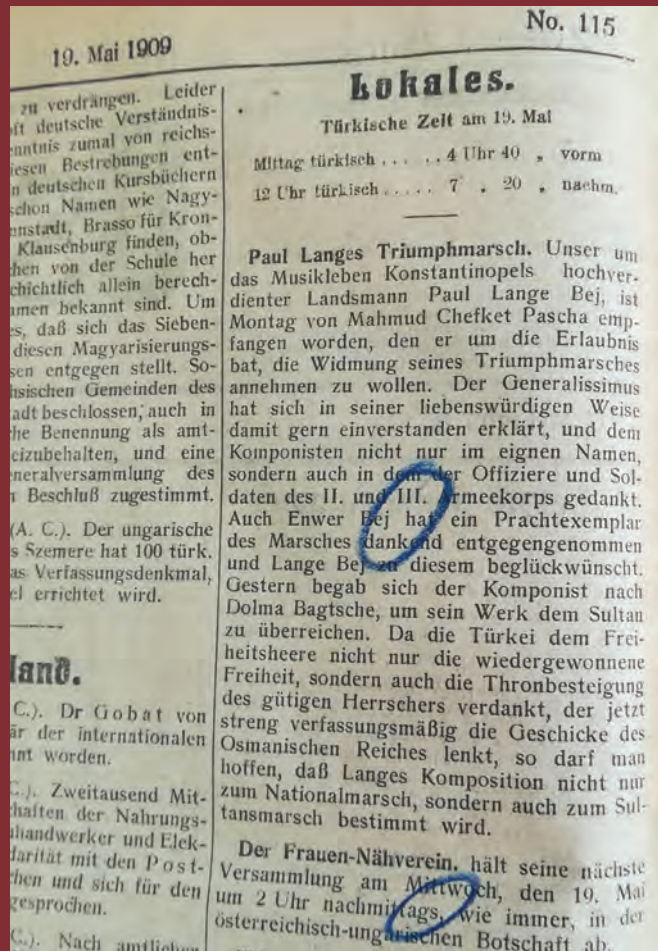 19. Mai 1909
No. 115
zu verdrängen. Leider
oft deutsche Verständnis-
enntnis zumal von reichs-
iesen Bestrebungen ent-
n deutschen Kursbüchern
schon Namen wie Nagy-
enstadt, Brasso für Kron-
Klausenburg finden, ob-
hen von der Schule her
chichtlich allein berech-
amen bekannt sind. Um
es, daß sich das Sieben-
diesen Magyarisierungs-
sen entgegen stellt. So-
hsischen Gemeinden des
adt beschlossen, auch in
he Benennung als amt-
eizubehalten, und eine
neralversammlung des
n Beschluß zugestimmt.
(A. C.). Der ungarische
s Szemere hat 100 türk.
as Verfassungsdenkmal,
el errichtet wird.
land.
C.). Dr Gobat von
är der internationalen
nnt worden.
C.). Zweitausend Mit-
haften der Nahrungs-
uhandwerker und Elek-
darität mit den Post-
hen und sich für den
gesprochen.
C.). Nach amtlichen
Lokales.
Türkische Zeit am 19. Mai
Mittag türkisch . . . . . 4 Uhr 40 „ vorm
12 Uhr türkisch . . . . . 7 „ 20 „ nachm.
Paul Langes Triumphmarsch. Unser um
das Musikleben Konstantinopels hochver-
dienter Landsmann Paul Lange Bej, ist
Montag von Mahmud Chefket Pascha emp-
fangen worden, den er um die Erlaubnis
bat, die Widmung seines Triumphmarsches
annehmen zu wollen. Der Generalissimus
hat sich in seiner liebenswürdigen Weise
damit gern einverstanden erklärt, und dem
Komponisten nicht nur im eignen Namen,
sondern auch in dem der Offiziere und Sol-
daten des II. und III. Armeekorps gedankt.
Auch Enwer Bej hat ein Prachtexemplar
des Marsches dankend entgegengenommen
und Lange Bej zu diesem beglückwünscht.
Gestern begab sich der Komponist nach
Dolma Bagtsche, um sein Werk dem Sultan
zu überreichen. Da die Türkei dem Frei-
heitsheere nicht nur die wiedergewonnene
Freiheit, sondern auch die Thronbesteigung
des gütigen Herrschers verdankt, der jetzt
streng verfassungsmäßig die Geschicke des
Osmanischen Reiches lenkt, so darf man
hoffen, daß Langes Komposition nicht nur
zum Nationalmarsch, sondern auch zum Sul-
tansmarsch bestimmt wird.
Der Frauen-Nähverein. hält seine nächste
Versammlung am Mittwoch, den 19. Mai
um 2 Uhr nachmittags, wie immer, in der
österreichisch-ungarischen Botschaft ab.